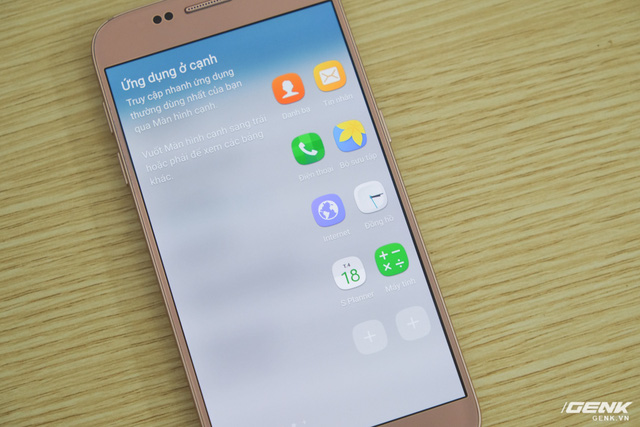 Ứng dụng ở cạnh
Truy cập nhanh ứng dụng
thường dùng nhất của bạn
qua Màn hình cạnh.
Vuốt Màn hình cạnh sang trái
hoặc phải để xem các bảng
khác.
Danh bạ
Tin nhắn
Điện thoại
Bộ sưu tập
Internet
Đồng hồ
T 4
18
S Planner
Máy tính
GENK
GENK.VN